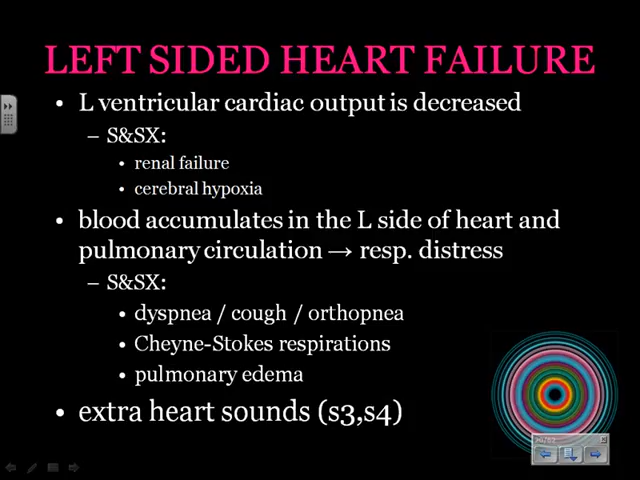 LEFT SIDED HEART FAILURE
• L ventricular cardiac output is decreased
– S&SX:
• renal failure
• cerebral hypoxia
• blood accumulates in the L side of heart and
pulmonary circulation → resp. distress
– S&SX:
• dyspnea / cough / orthopnea
• Cheyne-Stokes respirations
• pulmonary edema
• extra heart sounds (s3,s4)